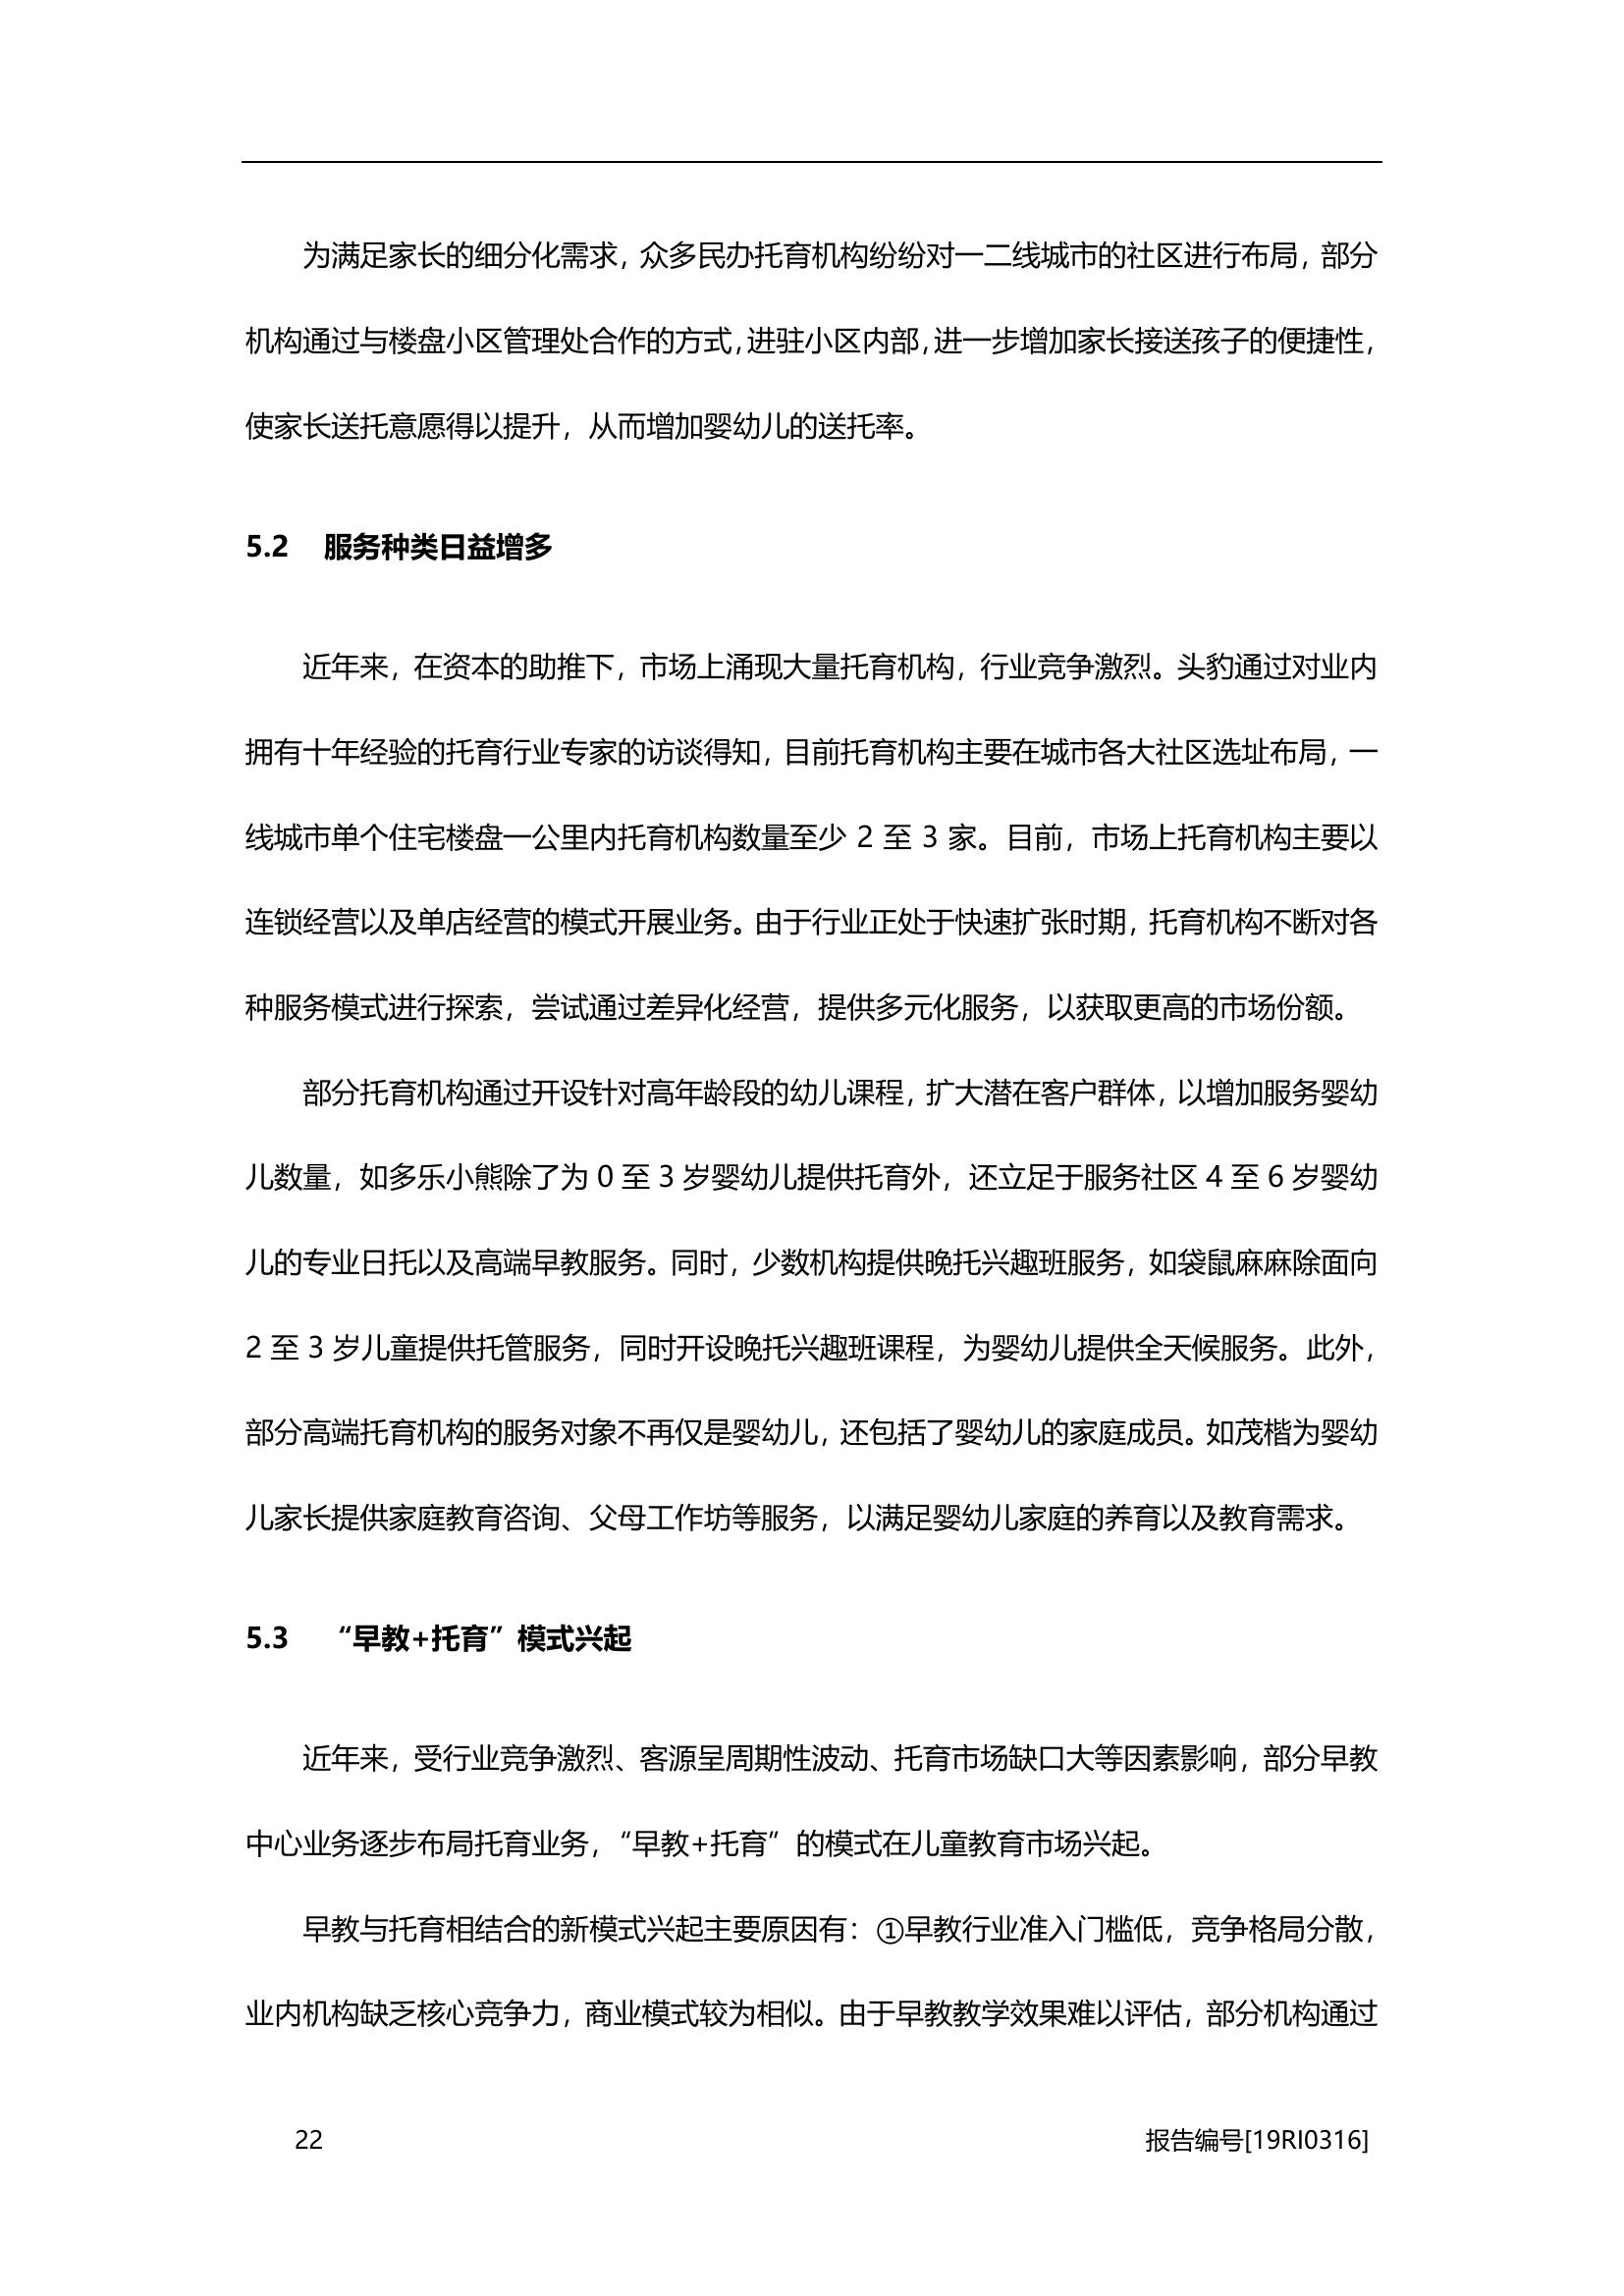 为满足家长的细分化需求，众多民办托育机构纷纷对一二线城市的社区进行布局，部分
机构通过与楼盘小区管理处合作的方式，进驻小区内部，进一步增加家长接送孩子的便捷性，
使家长送托意愿得以提升，从而增加婴幼儿的送托率。
5.2 服务种类日益增多
近年来，在资本的助推下，市场上涌现大量托育机构，行业竞争激烈。头豹通过对业内
拥有十年经验的托育行业专家的访谈得知，目前托育机构主要在城市各大社区选址布局，一
线城市单个住宅楼盘一公里内托育机构数量至少 2 至 3 家。目前，市场上托育机构主要以
连锁经营以及单店经营的模式开展业务。由于行业正处于快速扩张时期，托育机构不断对各
种服务模式进行探索，尝试通过差异化经营，提供多元化服务，以获取更高的市场份额。
部分托育机构通过开设针对高年龄段的幼儿课程，扩大潜在客户群体，以增加服务婴幼
儿数量，如多乐小熊除了为 0 至 3 岁婴幼儿提供托育外，还立足于服务社区 4 至 6 岁婴幼
儿的专业日托以及高端早教服务。同时，少数机构提供晚托兴趣班服务，如袋鼠麻麻除面向
2 至 3 岁儿童提供托管服务，同时开设晚托兴趣班课程，为婴幼儿提供全天候服务。此外，
部分高端托育机构的服务对象不再仅是婴幼儿，还包括了婴幼儿的家庭成员。如茂楷为婴幼
儿家长提供家庭教育咨询、父母工作坊等服务，以满足婴幼儿家庭的养育以及教育需求。
5.3 “早教+托育”模式兴起
近年来，受行业竞争激烈、客源呈周期性波动、托育市场缺口大等因素影响，部分早教
中心业务逐步布局托育业务，“早教+托育”的模式在儿童教育市场兴起。
早教与托育相结合的新模式兴起主要原因有：①早教行业准入门槛低，竞争格局分散，
业内机构缺乏核心竞争力，商业模式较为相似。由于早教教学效果难以评估，部分机构通过
22 报告编号[19RI0316]